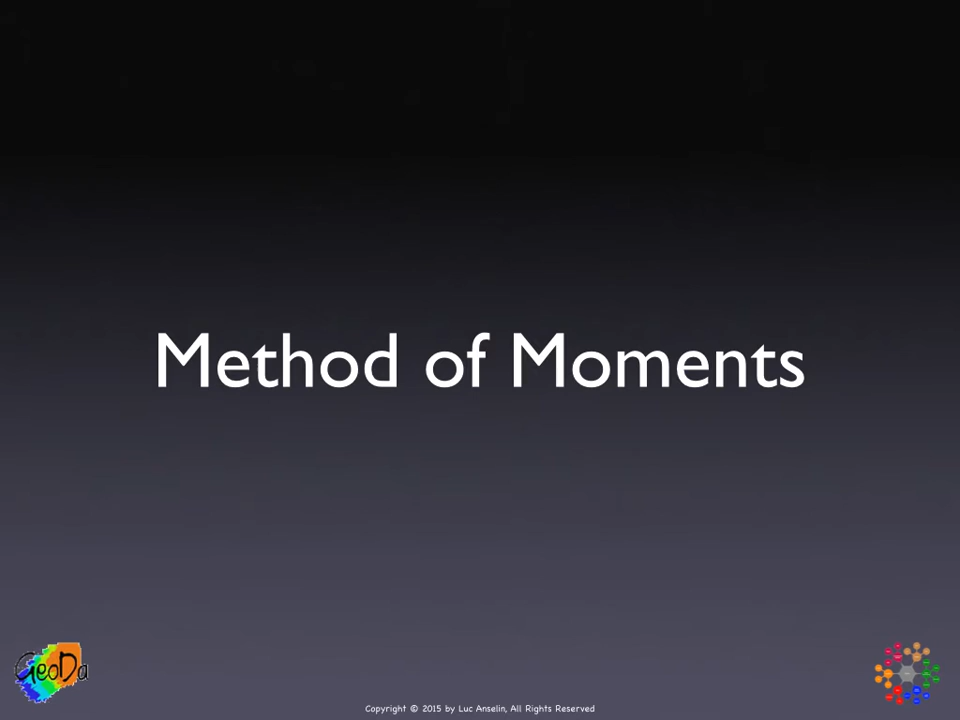 Method of Moments
GeoDa
Copyright © 2015 by Luc Anselin, All Rights Reserved